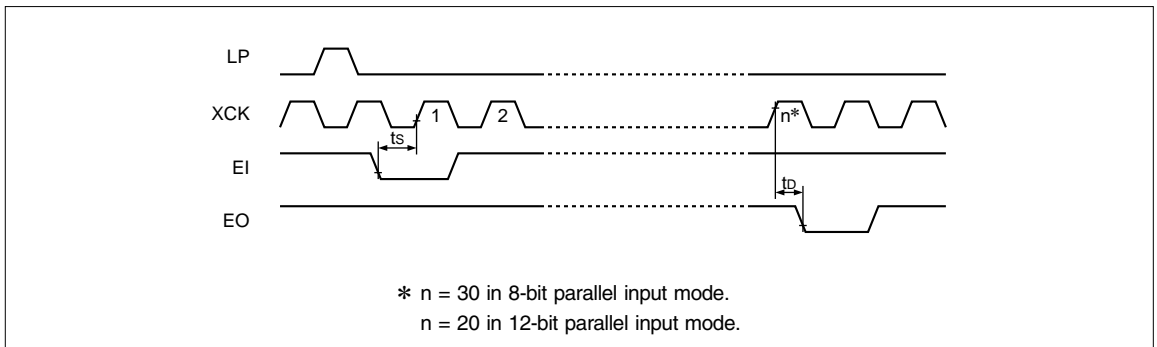 LP
XCK
1
2
n*
ts
EI
tD
EO
* n = 30 in 8-bit parallel input mode.
n = 20 in 12-bit parallel input mode.